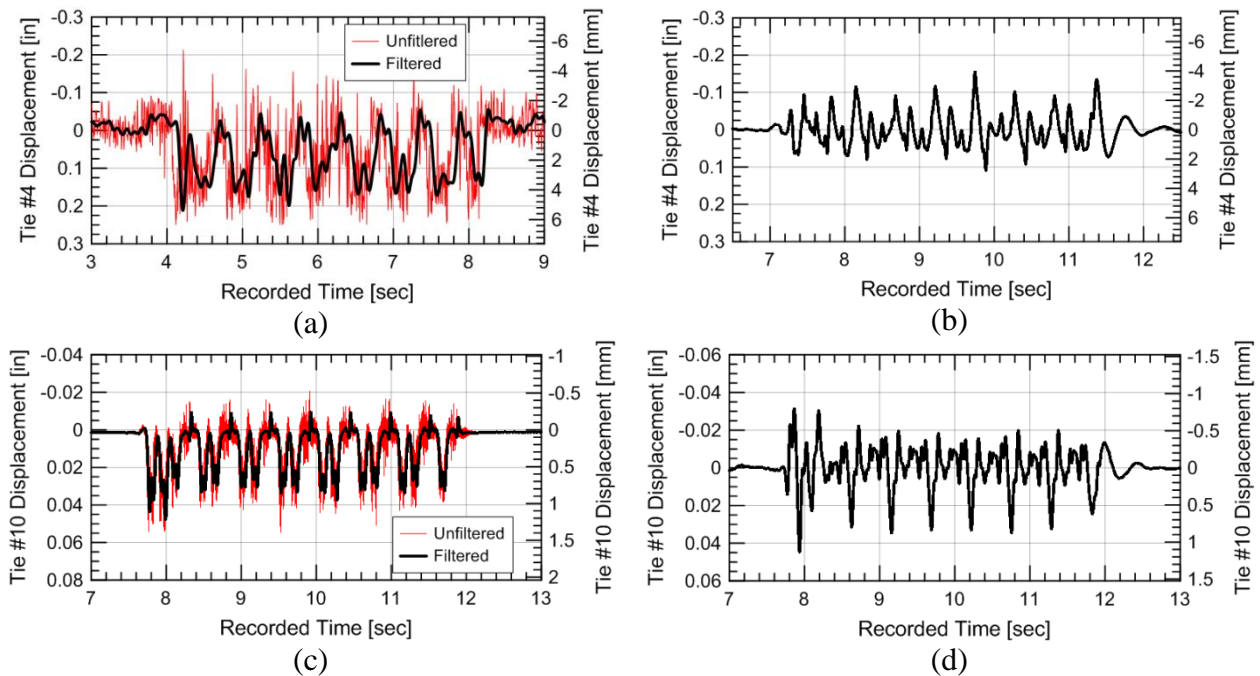 -0.3
-0.2
-0.1
0
0.1
0.2
0.3
Tie #4 Displacement [in]
-6
-4
-2
0
2
4
6
Tie #4 Displacement [mm]
Unfitlered
Filtered
3 4 5 6 7 8 9
Recorded Time [sec]
(a)
-0.3
-0.2
-0.1
0
0.1
0.2
0.3
Tie #4 Displacement [in]
-6
-4
-2
0
2
4
6
Tie #4 Displacement [mm]
7 8 9 10 11 12
Recorded Time [sec]
(b)
-0.04
-0.02
0
0.02
0.04
0.06
0.08
Tie #10 Displacement [in]
-1
-0.5
0
0.5
1
1.5
2
Tie #10 Displacement [mm]
Unfiltered
Filtered
7 8 9 10 11 12 13
Recorded Time [sec]
(c)
-0.06
-0.04
-0.02
0
0.02
0.04
0.06
Tie #10 Displacement [in]
-1.5
-1
-0.5
0
0.5
1
1.5
Tie #10 Displacement [mm]
7 8 9 10 11 12 13
Recorded Time [sec]
(d)